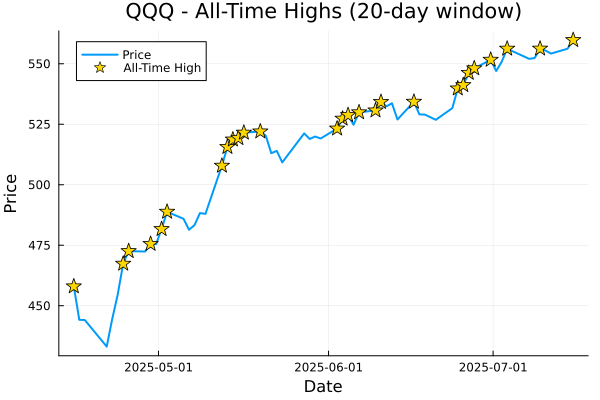 QQQ - All-Time Highs (20-day window)
Price
All-Time High
550
525
500
475
450
Price
2025-05-01
2025-06-01
2025-07-01
Date